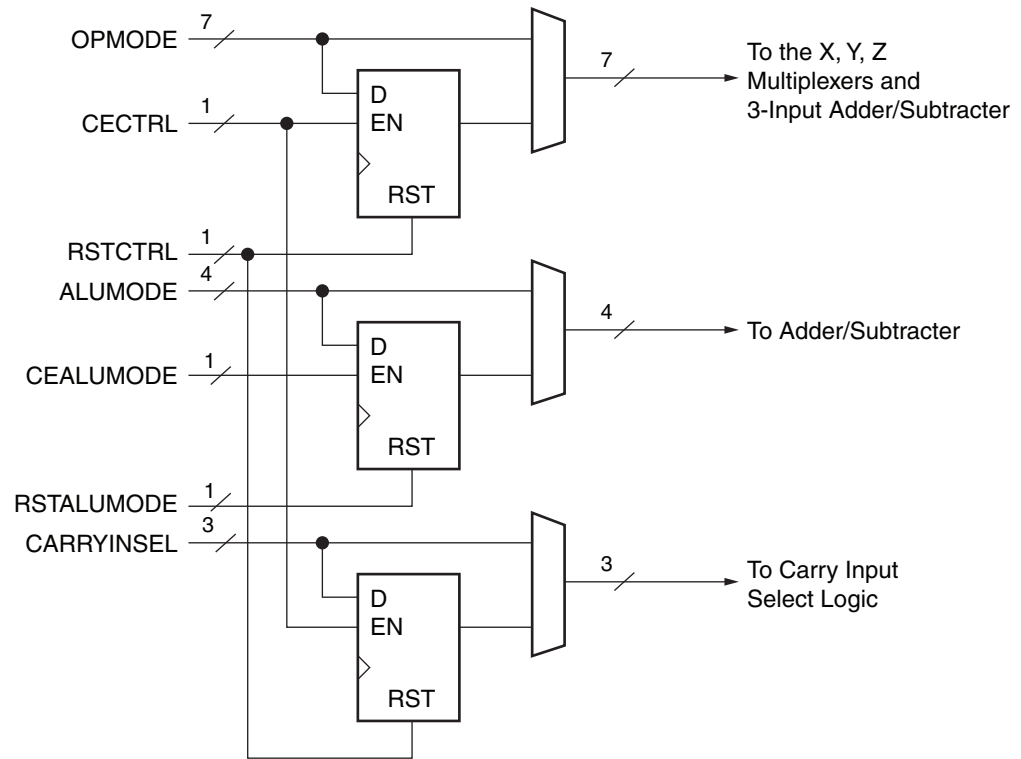 OPMODE
7
7
To the X, Y, Z
Multiplexers and
3-Input Adder/Subtracter
D
CECTRL
1
EN
RST
RSTCTRL
1
ALUMODE
4
4
To Adder/Subtracter
D
CEALUMODE
1
EN
RST
RSTALUMODE
1
CARRYINSEL
3
3
To Carry Input
Select Logic
D
EN
RST